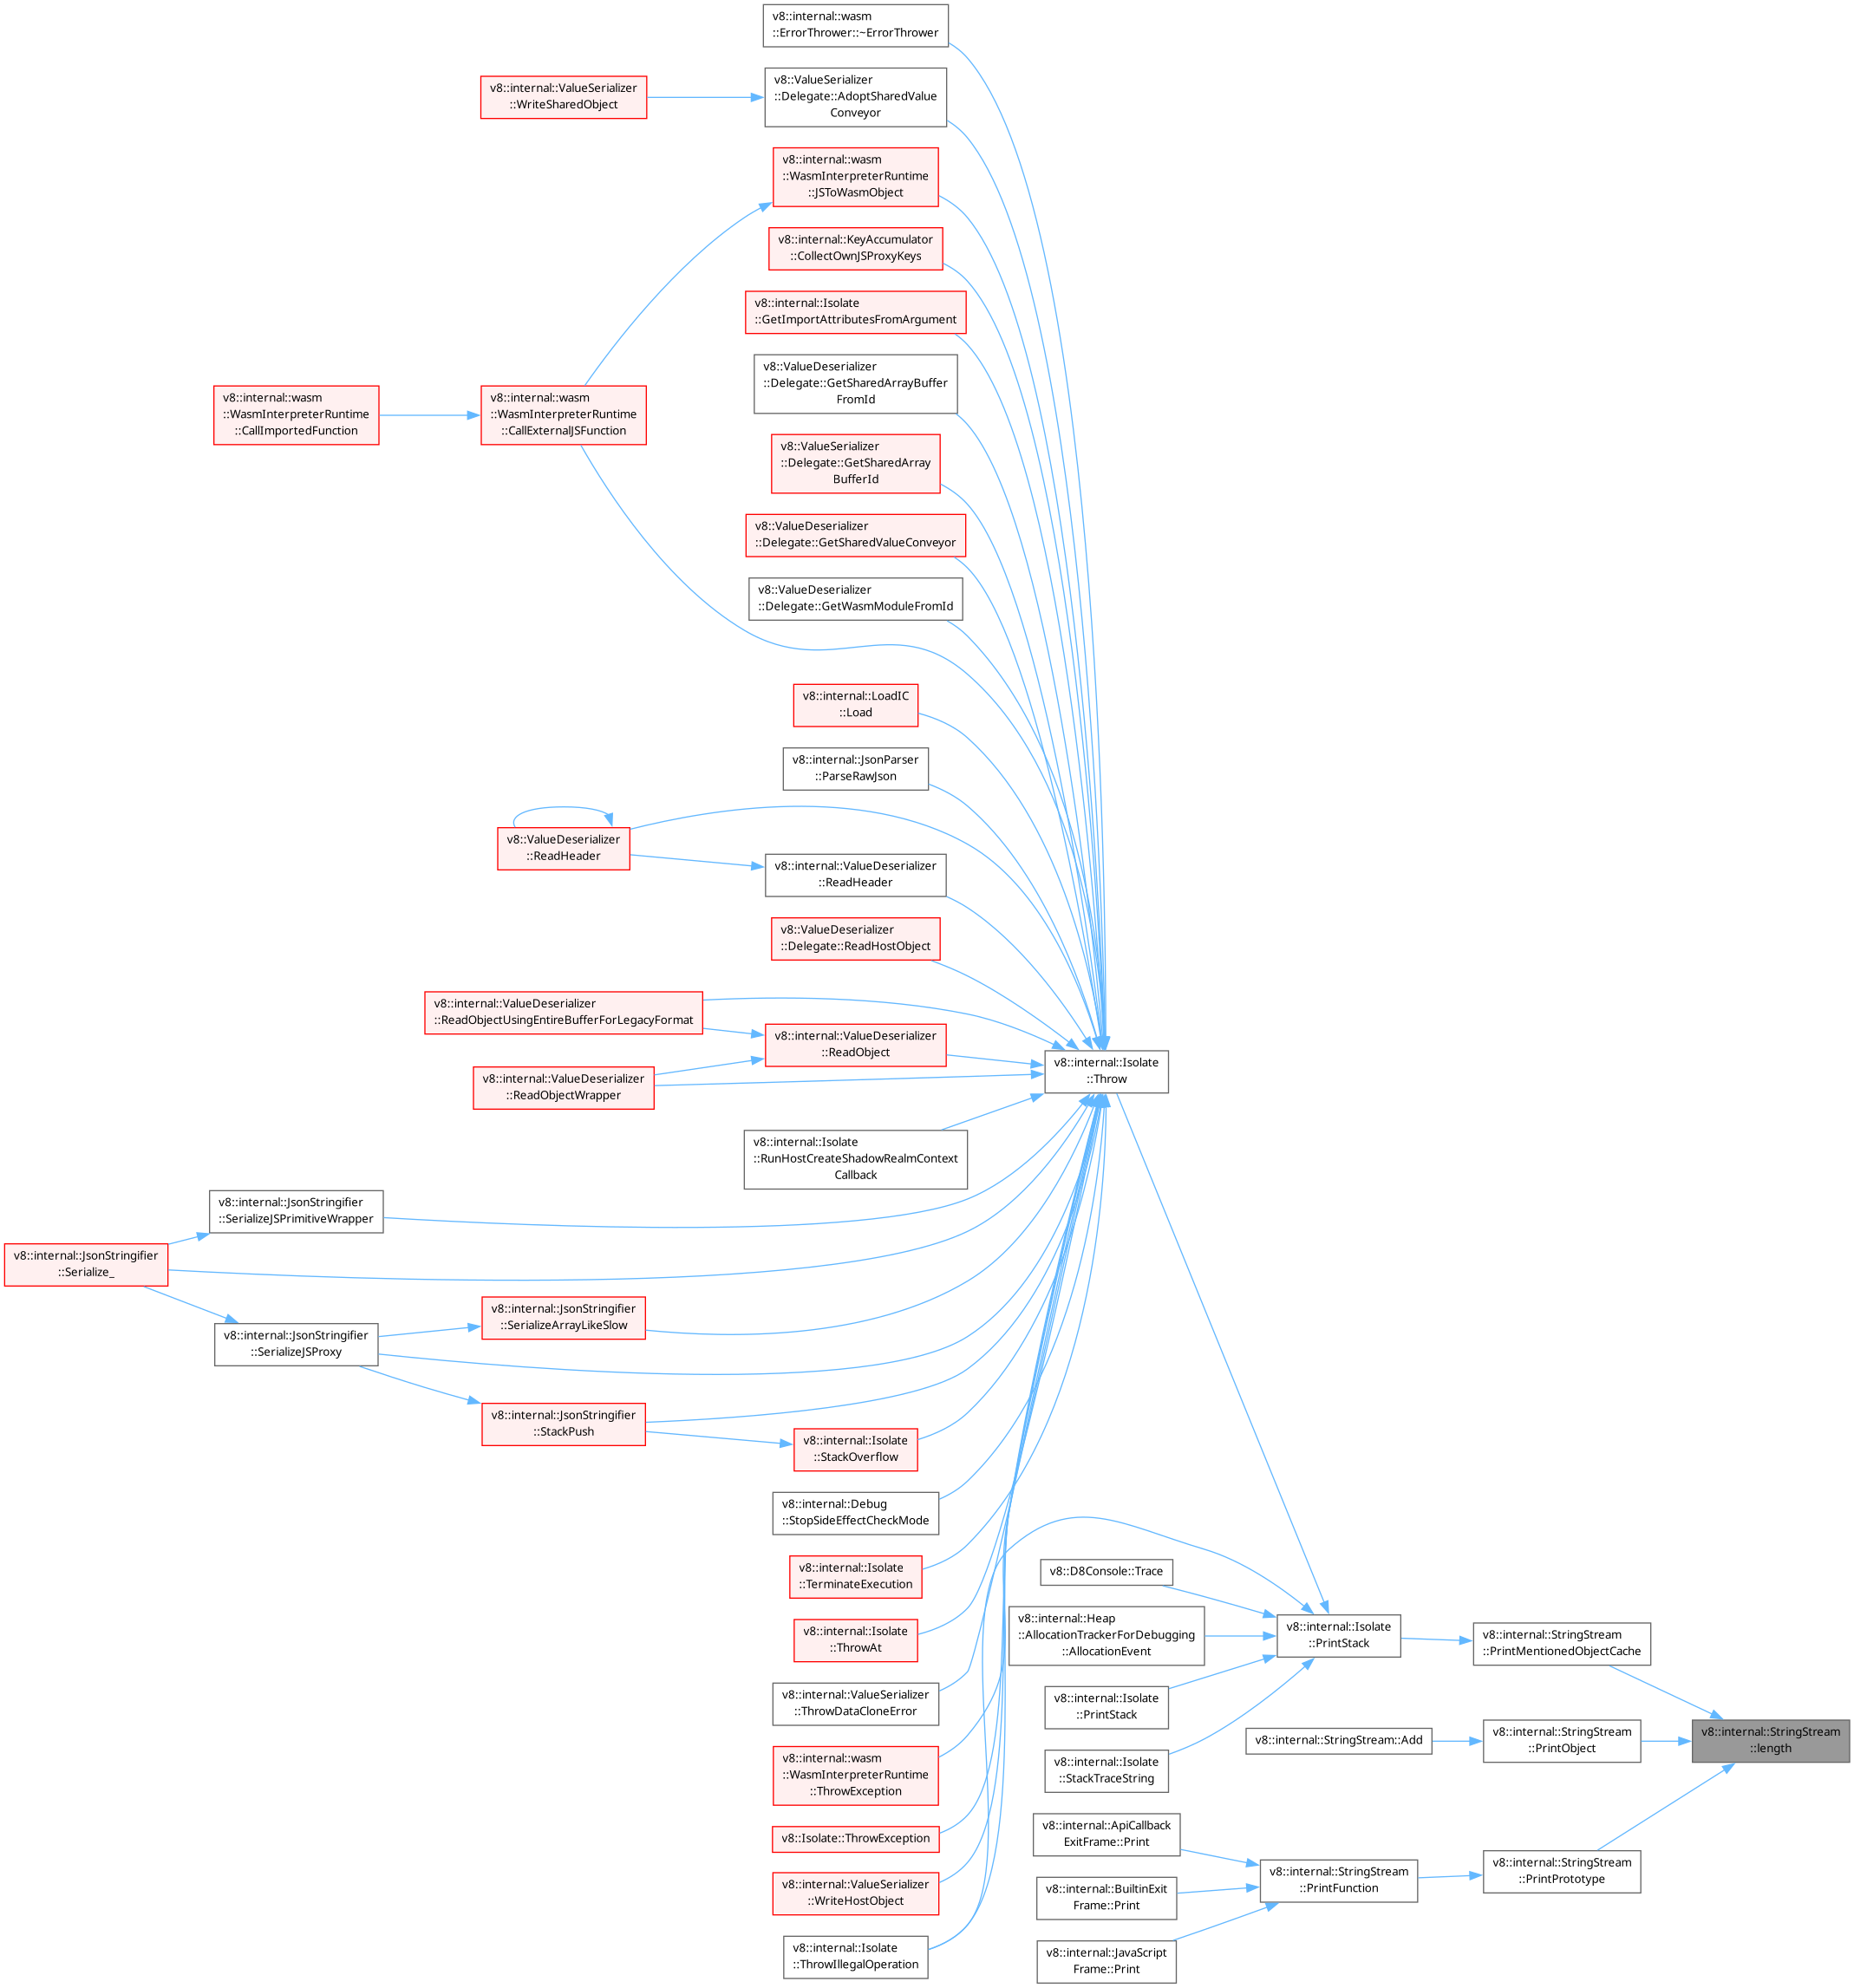 v8::internal::wasm
::ErrorThrower::~ErrorThrower
v8::internal::ValueSerializer
::WriteSharedObject
v8::ValueSerializer
::Delegate::AdoptSharedValue
Conveyor
v8::internal::wasm
::WasmInterpreterRuntime
::JSToWasmObject
v8::internal::KeyAccumulator
::CollectOwnJSProxyKeys
v8::internal::Isolate
::GetImportAttributesFromArgument
v8::ValueDeserializer
::Delegate::GetSharedArrayBuffer
FromId
v8::internal::wasm
::WasmInterpreterRuntime
::CallImportedFunction
v8::internal::wasm
::WasmInterpreterRuntime
::CallExternalJSFunction
v8::ValueSerializer
::Delegate::GetSharedArray
BufferId
v8::ValueDeserializer
::Delegate::GetSharedValueConveyor
v8::ValueDeserializer
::Delegate::GetWasmModuleFromId
v8::internal::LoadIC
::Load
v8::internal::JsonParser
::ParseRawJson
v8::ValueDeserializer
::ReadHeader
v8::internal::ValueDeserializer
::ReadHeader
v8::ValueDeserializer
::Delegate::ReadHostObject
v8::internal::ValueDeserializer
::ReadObjectUsingEntireBufferForLegacyFormat
v8::internal::ValueDeserializer
::ReadObject
v8::internal::ValueDeserializer
::ReadObjectWrapper
v8::internal::Isolate
::Throw
v8::internal::Isolate
::RunHostCreateShadowRealmContext
Callback
v8::internal::JsonStringifier
::SerializeJSPrimitiveWrapper
v8::internal::JsonStringifier
::Serialize_
v8::internal::JsonStringifier
::SerializeArrayLikeSlow
v8::internal::JsonStringifier
::SerializeJSProxy
v8::internal::JsonStringifier
::StackPush
v8::internal::Isolate
::StackOverflow
v8::internal::Debug
::StopSideEffectCheckMode
v8::internal::Isolate
::TerminateExecution
v8::internal::Isolate
::ThrowAt
v8::internal::ValueSerializer
::ThrowDataCloneError
v8::internal::wasm
::WasmInterpreterRuntime
::ThrowException
v8::Isolate::ThrowException
v8::internal::ValueSerializer
::WriteHostObject
v8::internal::Isolate
::ThrowIllegalOperation
v8::D8Console::Trace
v8::internal::Heap
::AllocationTrackerForDebugging
::AllocationEvent
v8::internal::Isolate
::PrintStack
v8::internal::Isolate
::StackTraceString
v8::internal::Isolate
::PrintStack
v8::internal::StringStream
::PrintMentionedObjectCache
v8::internal::StringStream::Add
v8::internal::StringStream
::PrintObject
v8::internal::StringStream
::length
v8::internal::ApiCallback
ExitFrame::Print
v8::internal::BuiltinExit
Frame::Print
v8::internal::JavaScript
Frame::Print
v8::internal::StringStream
::PrintFunction
v8::internal::StringStream
::PrintPrototype